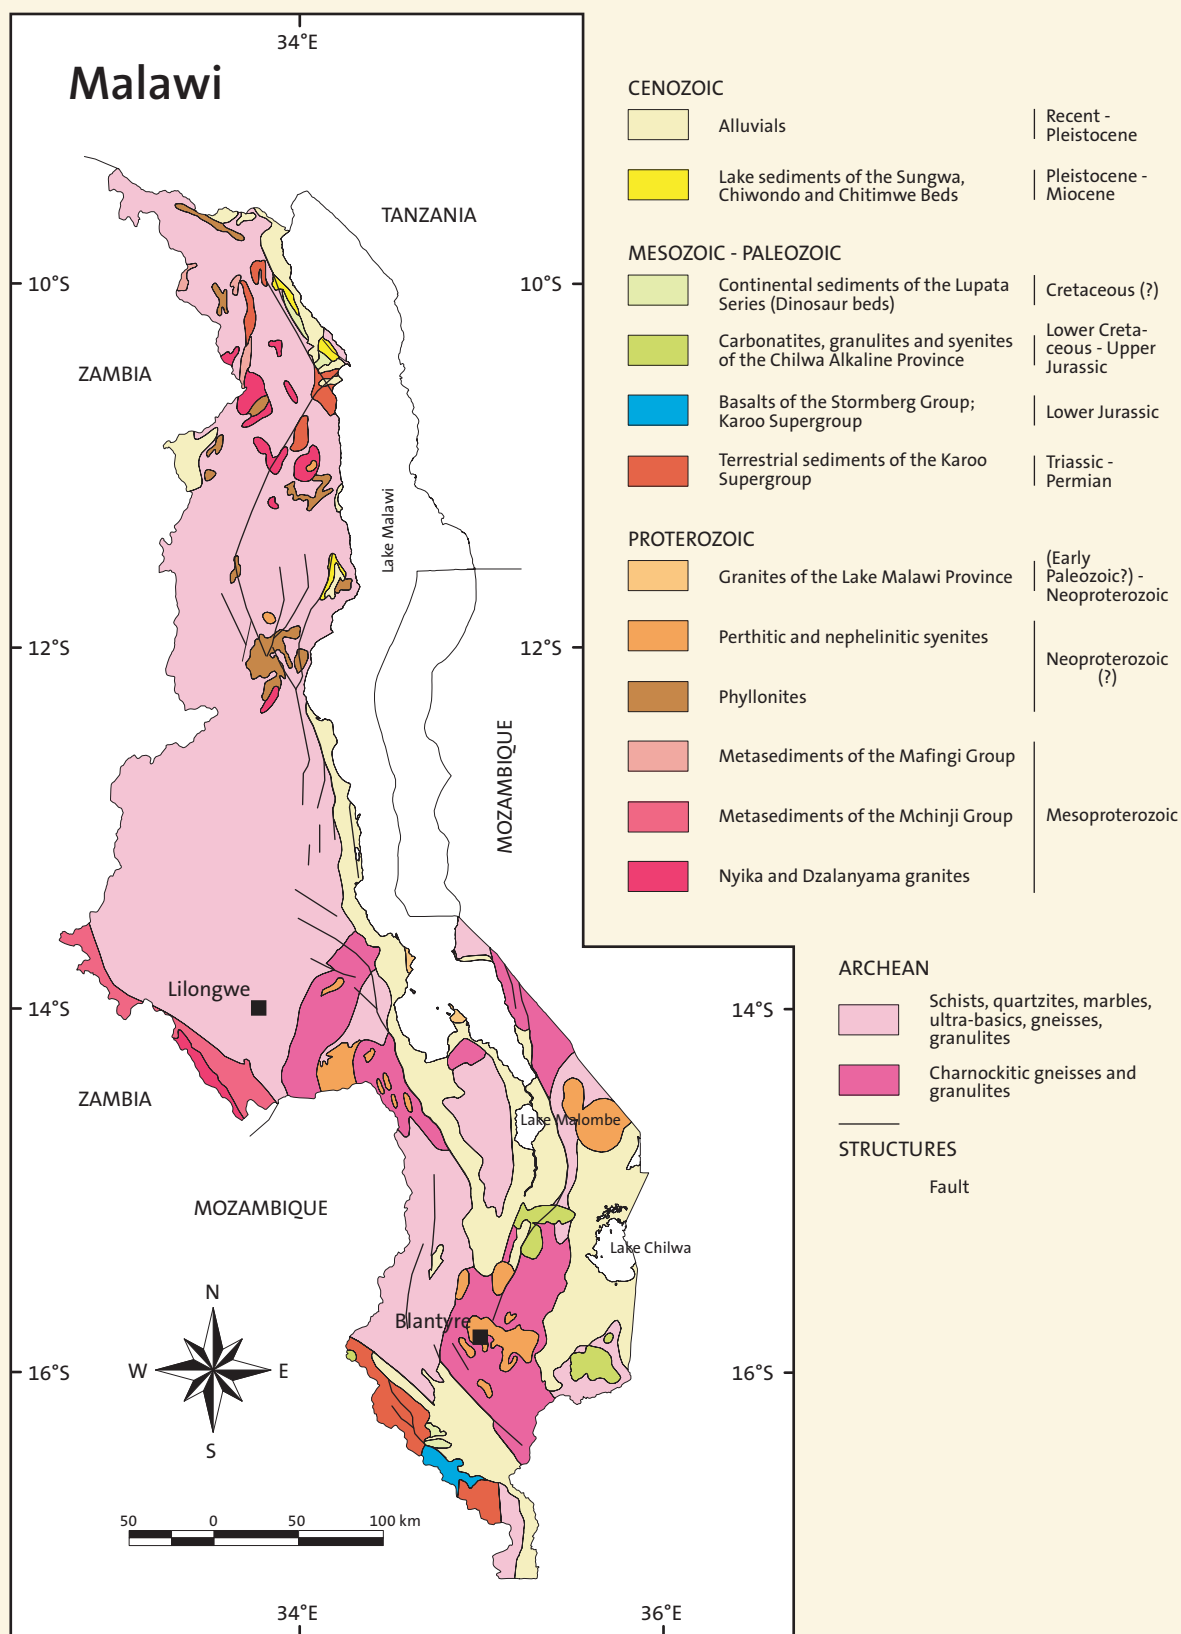 34°E
Malawi
TANZANIA
10°S
10°S
ZAMBIA
Lake Malawi
12°S
12°S
MOZAMBIQUE
Lilongwe
14°S
14°S
ZAMBIA
Lake Malombe
MOZAMBIQUE
Lake Chilwa
Blantyre
N
W
E
S
16°S
16°S
50
0
50
100 km
34°E
36°E
CENOZOIC
Alluvials
Recent -
Pleistocene
Lake sediments of the Sungwa,
Chiwondo and Chitimwe Beds
Pleistocene -
Miocene
MESOZOIC - PALEOZOIC
Continental sediments of the Lupata
Series (Dinosaur beds)
Cretaceous (?)
Carbonatites, granulites and syenites
of the Chilwa Alkaline Province
Lower Creta-
ceous - Upper
Jurassic
Basalts of the Stormberg Group;
Karoo Supergroup
Lower Jurassic
Terrestrial sediments of the Karoo
Supergroup
Triassic -
Permian
PROTEROZOIC
Granites of the Lake Malawi Province
(Early
Paleozoic?) -
Neoproterozoic
Perthitic and nephelinitic syenites
Phyllonites
Neoproterozoic
(?)
Metasediments of the Mafingi Group
Metasediments of the Mchinji Group
Nyika and Dzalanyama granites
Mesoproterozoic
ARCHEAN
Schists, quartzites, marbles,
ultra-basics, gneisses,
granulites
Charnockitic gneisses and
granulites
STRUCTURES
Fault